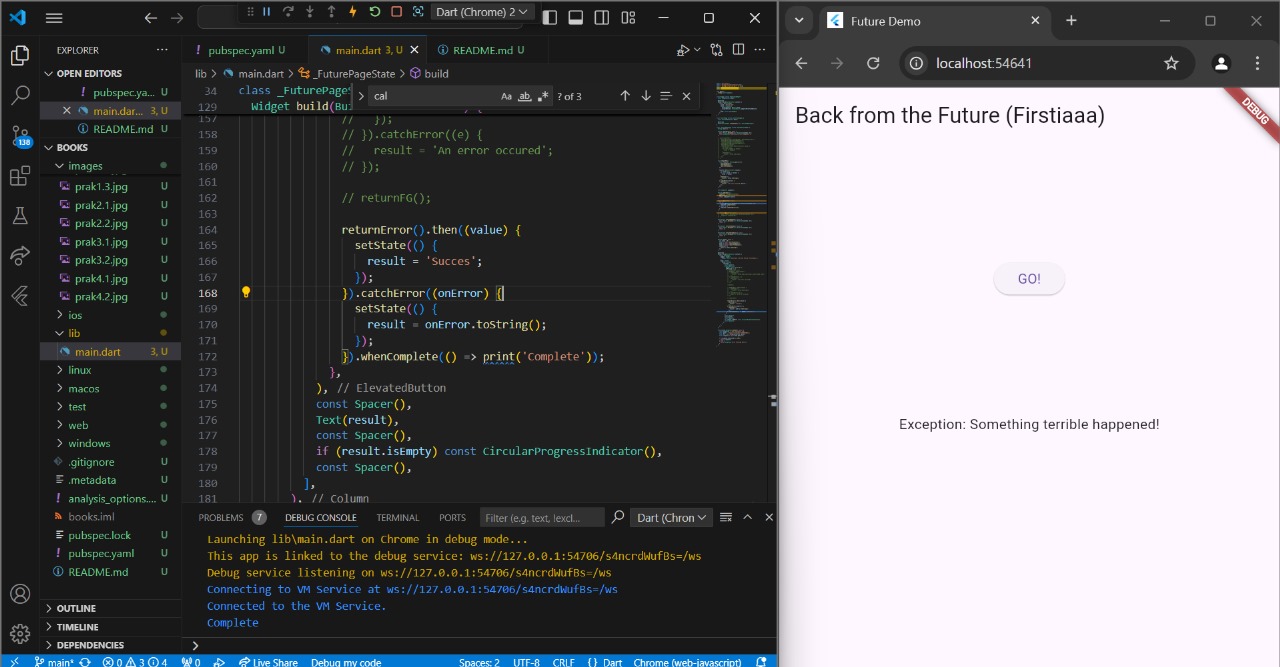 Dart (Chrome) 2
EXPLORER
OPEN EDITORS
pubspec.ya... U
main.dar... 3, U
README.md U
138
BOOKS
images
prak1.3.jpg U
prak2.1.jpg U
prak2.2.jpg U
prak3.1.jpg U
prak3.2.jpg U
prak4.1.jpg U
prak4.2.jpg U
ios
lib
main.dart 3, U
linux
macos
test
web
windows
.gitignore U
.metadata U
analysis_options.... U
books.iml
pubspec.lock U
pubspec.yaml U
README.md U
OUTLINE
TIMELINE
DEPENDENCIES
pubspec.yaml U
main.dart 3, U
README.md U
lib > main.dart > _FuturePageState > build
cal
Aa ab ? of 3
34 class _FuturePageS
129 Widget build(Bui
157 // });
158 // }).catchError((e) {
159 // result = 'An error occured';
160 // });
161
162 // returnFG();
163
164 returnError().then((value) {
165 setState(() {
166 result = 'Succes';
167 });
168 }).catchError((onError) {
169 setState(() {
170 result = onError.toString();
171 });
172 }).whenComplete(() => print('Complete'));
173 },
174 ), // ElevatedButton
175 const Spacer(),
176 Text(result),
177 const Spacer(),
178 if (result.isEmpty) const CircularProgressIndicator(),
179 const Spacer(),
180 ],
181 ), // Column
PROBLEMS 7 DEBUG CONSOLE TERMINAL PORTS Filter (e.g. text, !excl... Dart (Chron
Launching lib\main.dart on Chrome in debug mode...
This app is linked to the debug service: ws://127.0.0.1:54706/s4ncrdWufBs=/ws
Debug service listening on ws://127.0.0.1:54706/s4ncrdWufBs=/ws
Connecting to VM Service at ws://127.0.0.1:54706/s4ncrdWufBs=/ws
Connected to the VM Service.
Complete
main* 0 3 4 0 Live Share Debug my code Spaces: 2 UTF-8 CRLF {} Dart Chrome (web-javascript)
Future Demo
localhost:54641
Back from the Future (Firstiaaa)
DEBUG
GO!
Exception: Something terrible happened!